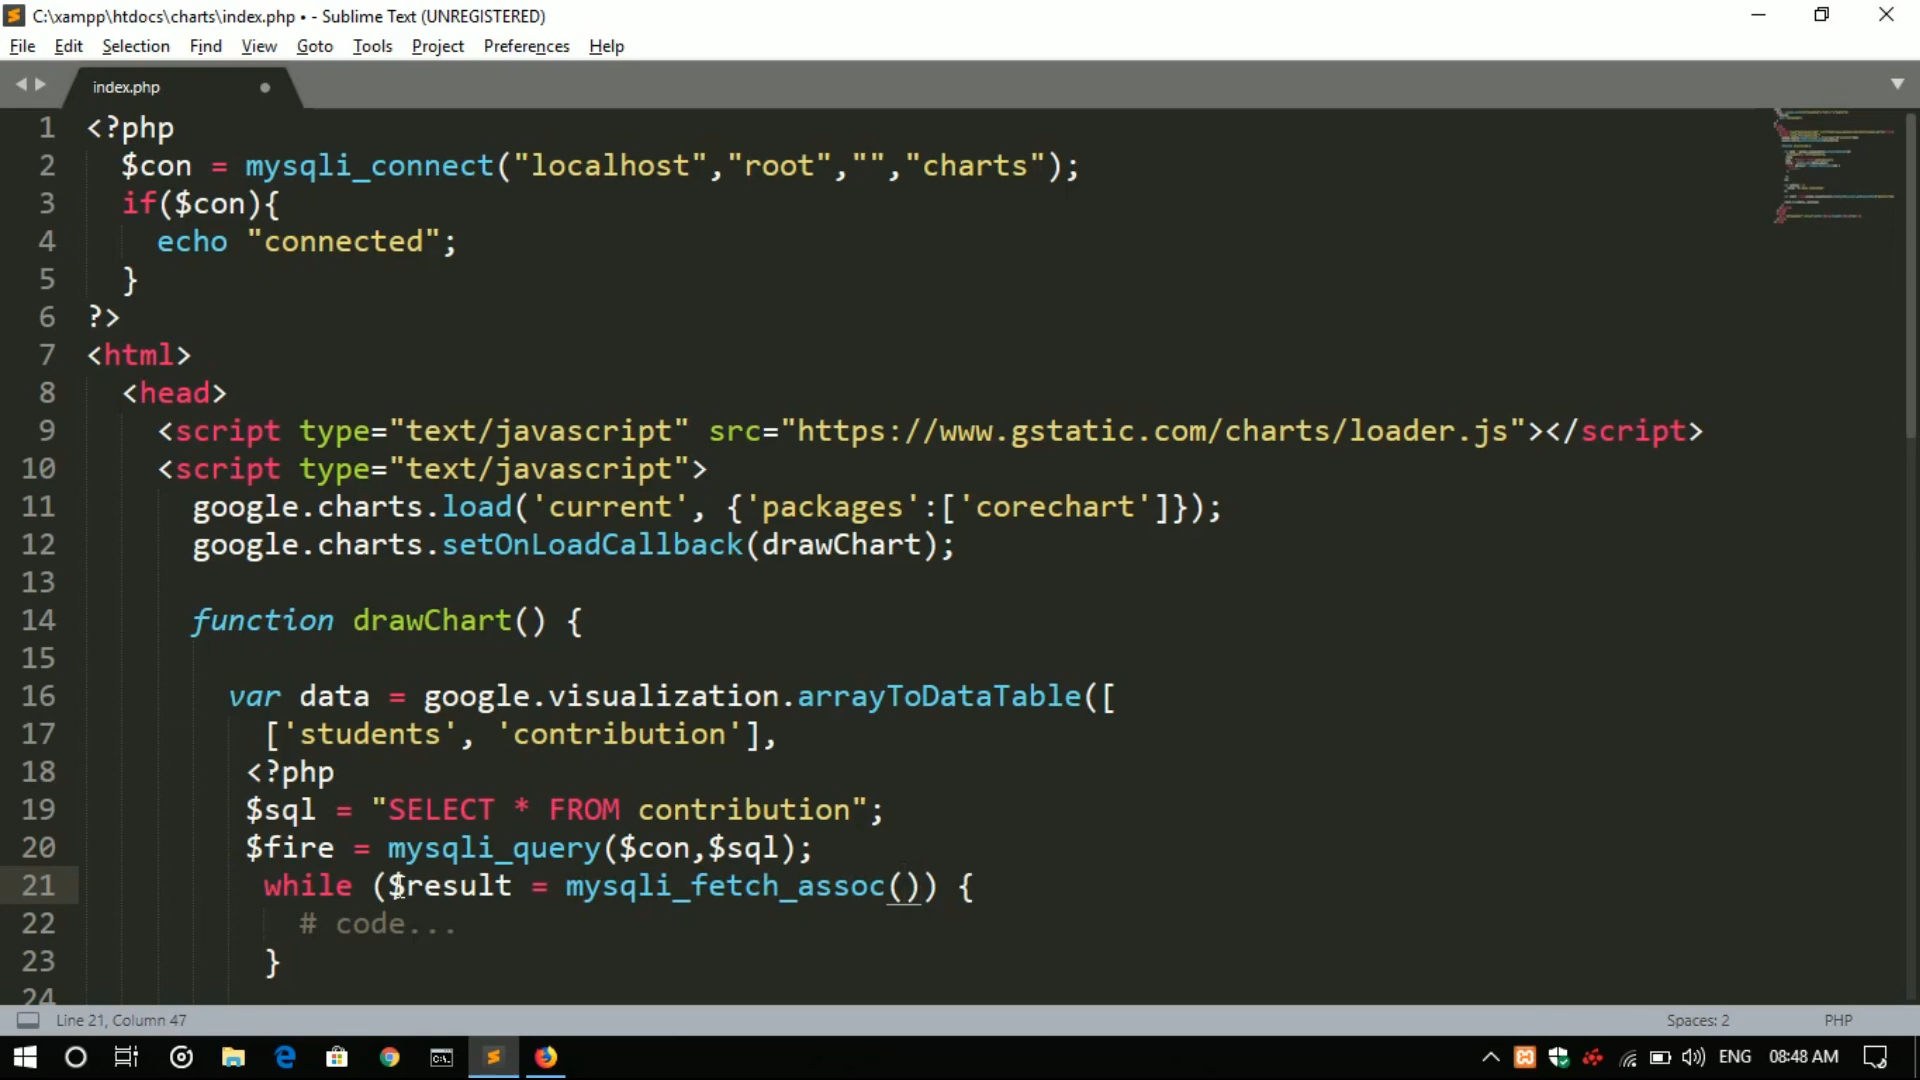 C:\xampp\htdocs\charts\index.php • - Sublime Text (UNREGISTERED)
File Edit Selection Find View Goto Tools Project Preferences Help
index.php
1 <?php
2 $con = mysqli_connect("localhost","root","","charts");
3 if($con){
4 echo "connected";
5 }
6 ?>
7 <html>
8 <head>
9 <script type="text/javascript" src="https://www.gstatic.com/charts/loader.js"></script>
10 <script type="text/javascript">
11 google.charts.load('current', {'packages':['corechart']});
12 google.charts.setOnLoadCallback(drawChart);
13
14 function drawChart() {
15
16 var data = google.visualization.arrayToDataTable([
17 ['students', 'contribution'],
18 <?php
19 $sql = "SELECT * FROM contribution";
20 $fire = mysqli_query($con,$sql);
21 while ($result = mysqli_fetch_assoc()) {
22 # code...
23 }
24
Line 21, Column 47 Spaces: 2 PHP
ENG 08:48 AM